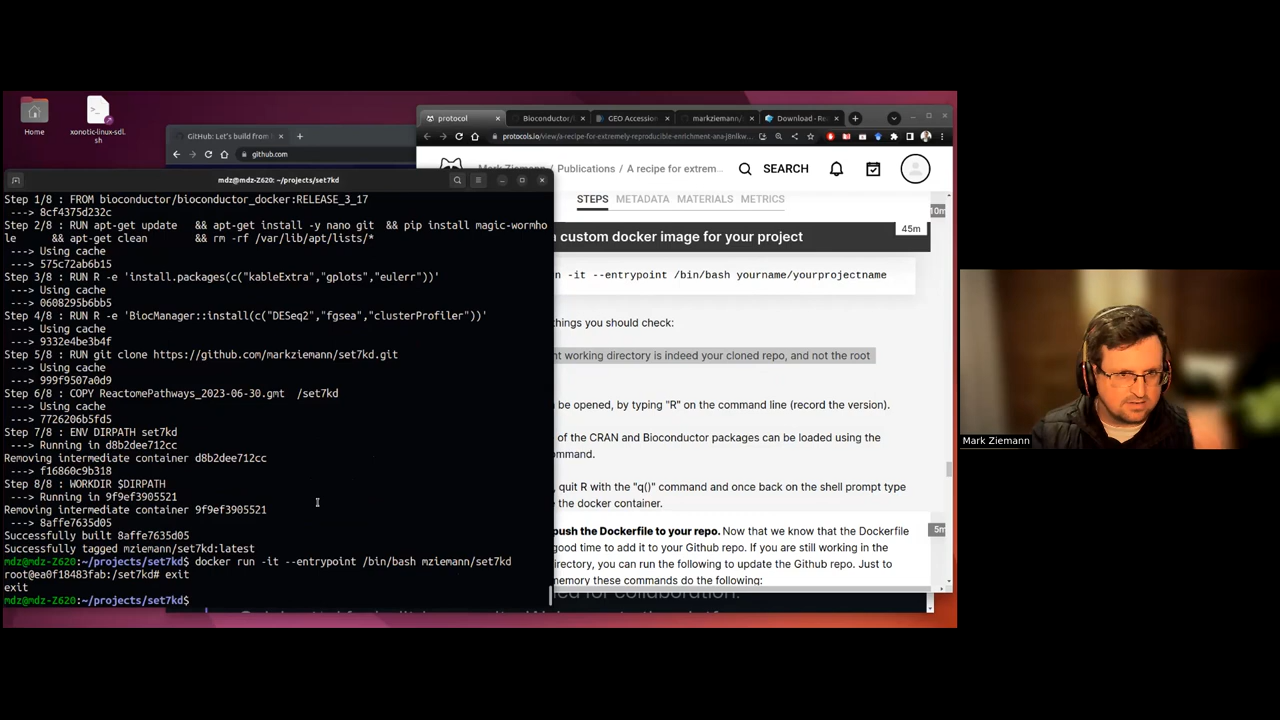 Home
xonotic-linux-sdl.
sh
GitHub: Let's build from
github.com
protocol
Bioconductor/
GEO Accession
markziemann/
Download - Re
protocols.io/view/a-recipe-for-extremely-reproducible-enrichment-ana-j8nlkw
Mark Ziemann / Publications / A recipe for extrem...
SEARCH
STEPS
METADATA
MATERIALS
METRICS
10m
45m
custom docker image for your project
-it --entrypoint /bin/bash yourname/yourprojectname
things you should check:
nt working directory is indeed your cloned repo, and not the root
be opened, by typing "R" on the command line (record the version).
of the CRAN and Bioconductor packages can be loaded using the
ommand.
, quit R with the "q()" command and once back on the shell prompt type
e the docker container.
push the Dockerfile to your repo. Now that we know that the Dockerfile
5m
good time to add it to your Github repo. If you are still working in the
directory, you can run the following to update the Github repo. Just to
memory these commands do the following:
mdz@mdz-Z620: ~/projects/set7kd
Step 1/8 : FROM bioconductor/bioconductor_docker:RELEASE_3_17
---> 8cf4375d232c
Step 2/8 : RUN apt-get update   && apt-get install -y nano git  && pip install magic-wormho
le      && apt-get clean        && rm -rf /var/lib/apt/lists/*
---> Using cache
---> 575c72ab6b15
Step 3/8 : RUN R -e 'install.packages(c("kableExtra","gplots","eulerr"))'
---> Using cache
---> 0608295b6bb5
Step 4/8 : RUN R -e 'BiocManager::install(c("DESeq2","fgsea","clusterProfiler"))'
---> Using cache
---> 9332e4be3b4f
Step 5/8 : RUN git clone https://github.com/markziemann/set7kd.git
---> Using cache
---> 999f9507a0d9
Step 6/8 : COPY ReactomePathways_2023-06-30.gmt  /set7kd
---> Using cache
---> 7726206b5fd5
Step 7/8 : ENV DIRPATH set7kd
---> Running in d8b2dee712cc
Removing intermediate container d8b2dee712cc
---> f16860c9b318
Step 8/8 : WORKDIR $DIRPATH
---> Running in 9f9ef3905521
Removing intermediate container 9f9ef3905521
---> 8affe7635d05
Successfully built 8affe7635d05
Successfully tagged mziemann/set7kd:latest
mdz@mdz-Z620:~/projects/set7kd$ docker run -it --entrypoint /bin/bash mziemann/set7kd
root@ea0f18483fab:/set7kd# exit
exit
mdz@mdz-Z620:~/projects/set7kd$
for collaboration.
Mark Ziemann